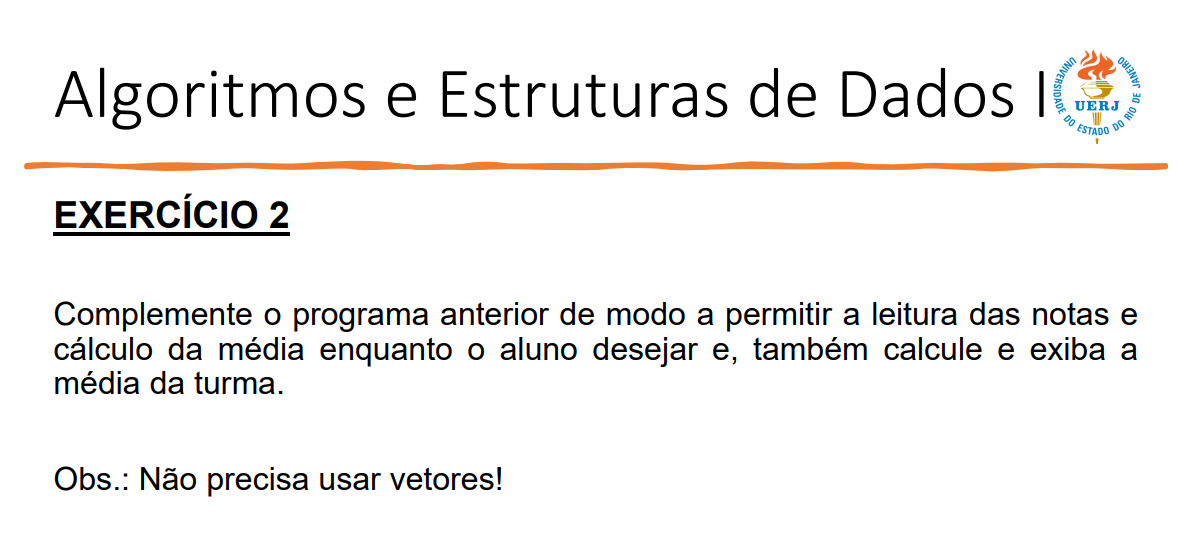 Algoritmos e Estruturas de Dados I
UNIVERSIDADE DO ESTADO DO RIO DE JANEIRO
UERJ
EXERCÍCIO 2
Complemente o programa anterior de modo a permitir a leitura das notas e
cálculo da média enquanto o aluno desejar e, também calcule e exiba a
média da turma.
Obs.: Não precisa usar vetores!